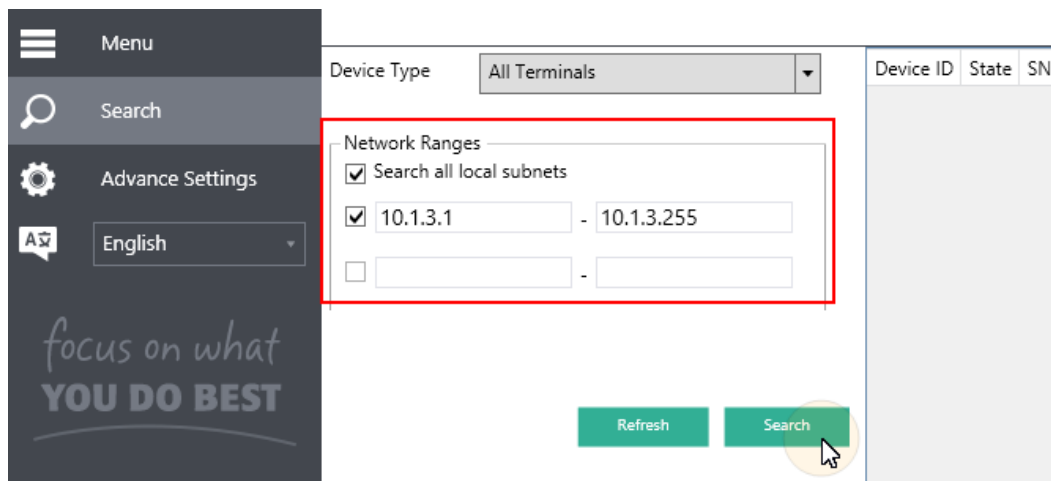 Menu
Search
Advance Settings
English
focus on what
YOU DO BEST
Device Type All Terminals
Network Ranges
Search all local subnets
10.1.3.1 - 10.1.3.255
-
Refresh Search
Device ID State SN